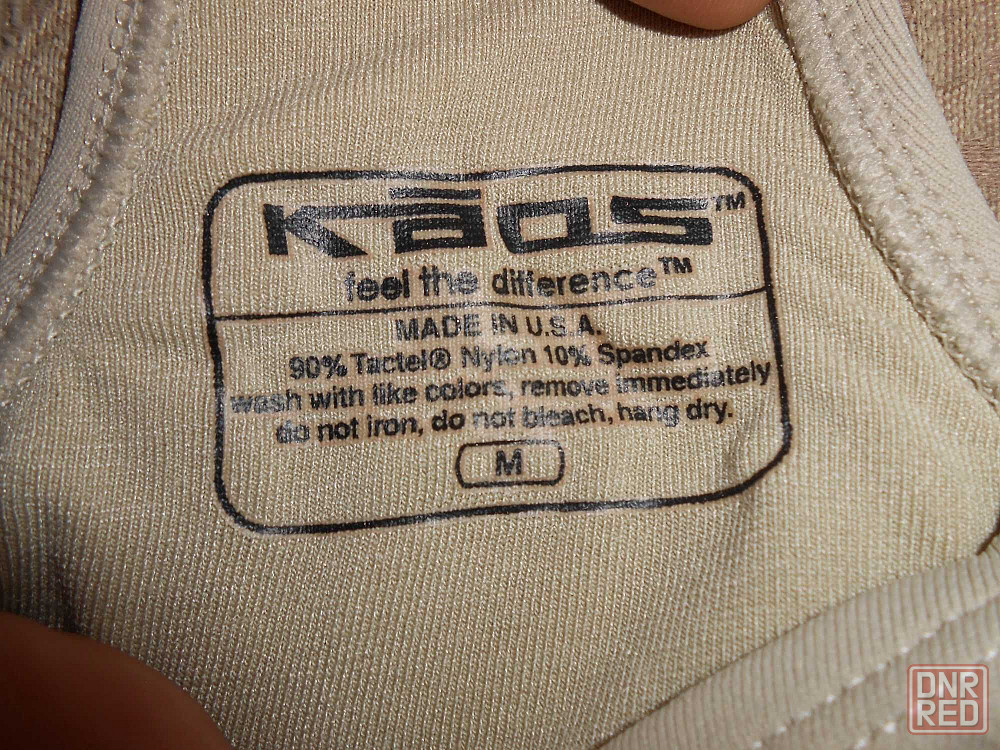 KāOS™
feel the difference™
MADE IN U.S.A.
90% Tactel® Nylon 10% Spandex
wash with like colors, remove immediately
do not iron, do not bleach, hang dry.
M
DNR
RED